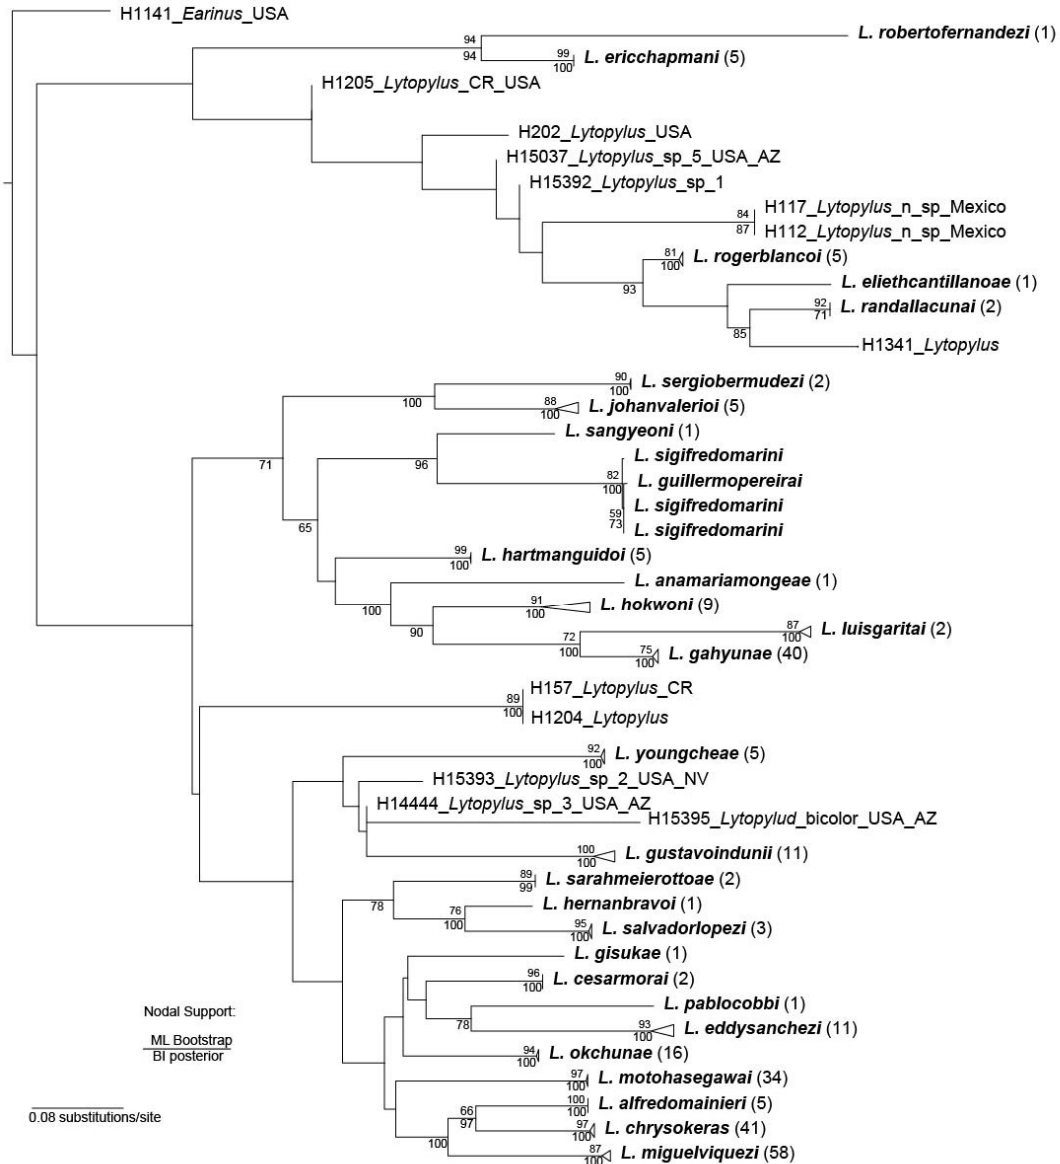 H1141_Earinus_USA
94
L. robertofernandezi (1)
94
99
100
L. ericchapmani (5)
H1205_Lytopylus_CR_USA
H202_Lytopylus_USA
H15037_Lytopylus_sp_5_USA_AZ
H15392_Lytopylus_sp_1
84
87
H117_Lytopylus_n_sp_Mexico
H112_Lytopylus_n_sp_Mexico
81
100
L. rogerblancoi (5)
93
L. eliethcantillanoae (1)
92
71
L. randallacunai (2)
85
H1341_Lytopylus
90
100
L. sergiobermudezi (2)
100
88
100
L. johanvalerioi (5)
71
L. sangyeoni (1)
96
L. sigifredomarini
82
100
L. guillermopereirai
L. sigifredomarini
59
73
L. sigifredomarini
65
99
100
L. hartmanguidoi (5)
L. anamariamongeae (1)
100
91
100
L. hokwoni (9)
90
87
100
L. luisgaritai (2)
72
100
75
100
L. gahyunae (40)
H157_Lytopylus_CR
89
100
H1204_Lytopylus
92
100
L. youngcheae (5)
H15393_Lytopylus_sp_2_USA_NV
H14444_Lytopylus_sp_3_USA_AZ
H15395_Lytopylud_bicolor_USA_AZ
100
100
L. gustavoindunii (11)
89
99
L. sarahmeierottoae (2)
78
L. hernanbravoi (1)
76
100
95
100
L. salvadorlopezi (3)
L. gisukae (1)
96
100
L. cesarmorai (2)
L. pablocobbi (1)
78
93
100
L. eddysanchezi (11)
94
100
L. okchunae (16)
97
100
L. motohasegawai (34)
100
100
L. alfredomainieri (5)
66
97
97
100
L. chrysokeras (41)
100
87
100
L. miguelviquezi (58)
Nodal Support:
ML Bootstrap
BI posterior
0.08 substitutions/site